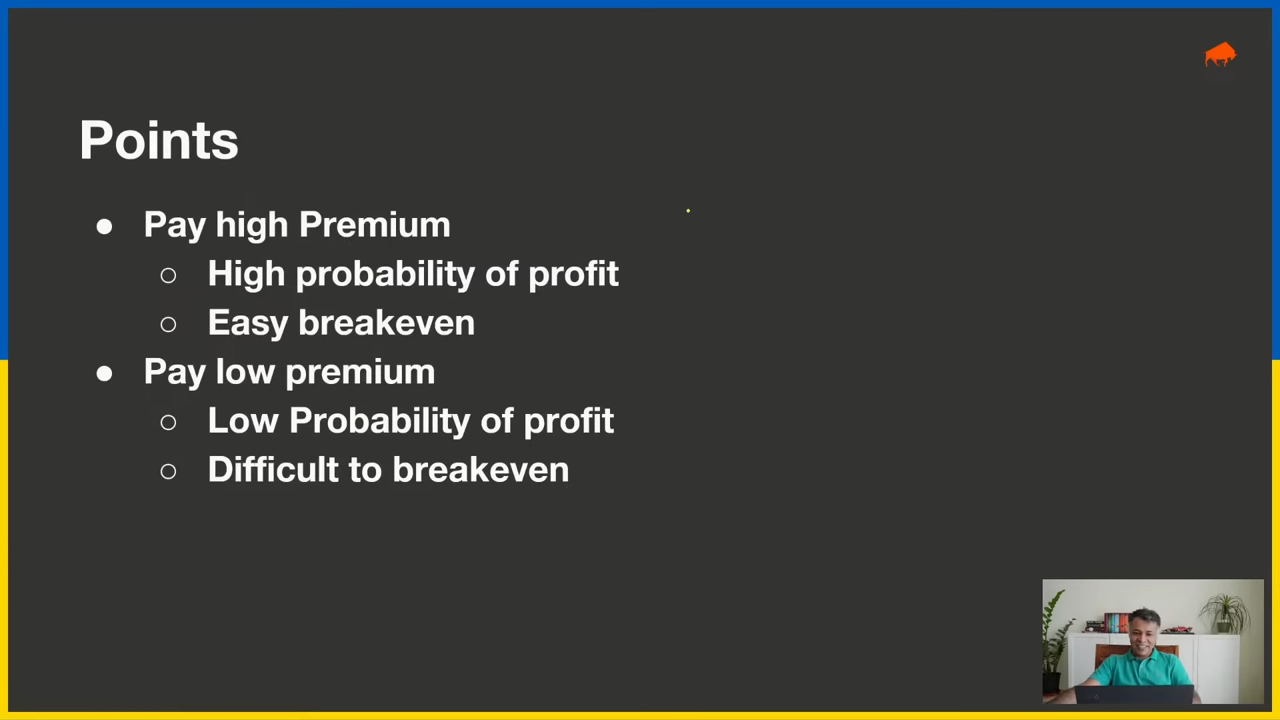 Points
● Pay high Premium
○ High probability of profit
○ Easy breakeven
● Pay low premium
○ Low Probability of profit
○ Difficult to breakeven